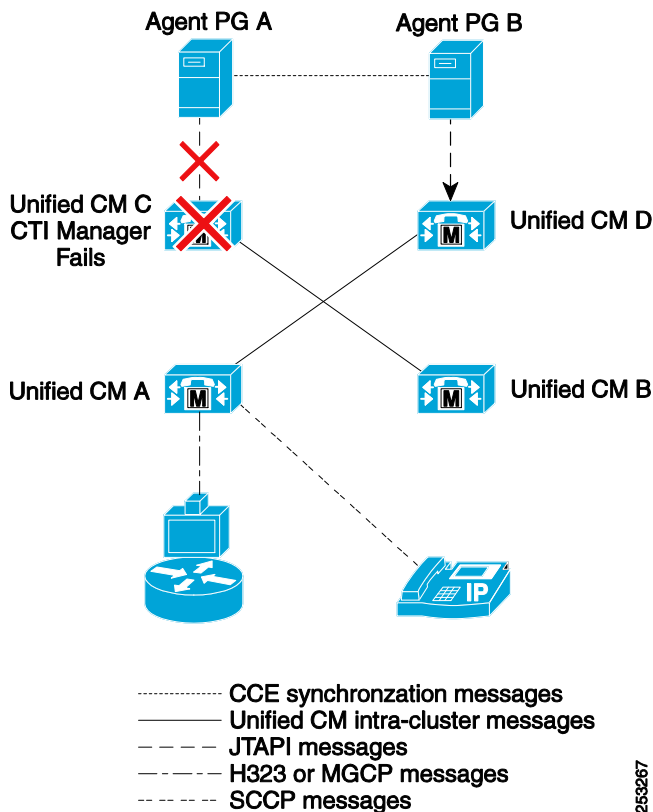 Agent PG A
Agent PG B
Unified CM C
CTI Manager
Fails
M
M
Unified CM D
Unified CM A
M
M
Unified CM B
IP
CCE synchronzation messages
Unified CM intra-cluster messages
JTAPI messages
H323 or MGCP messages
SCCP messages
253267